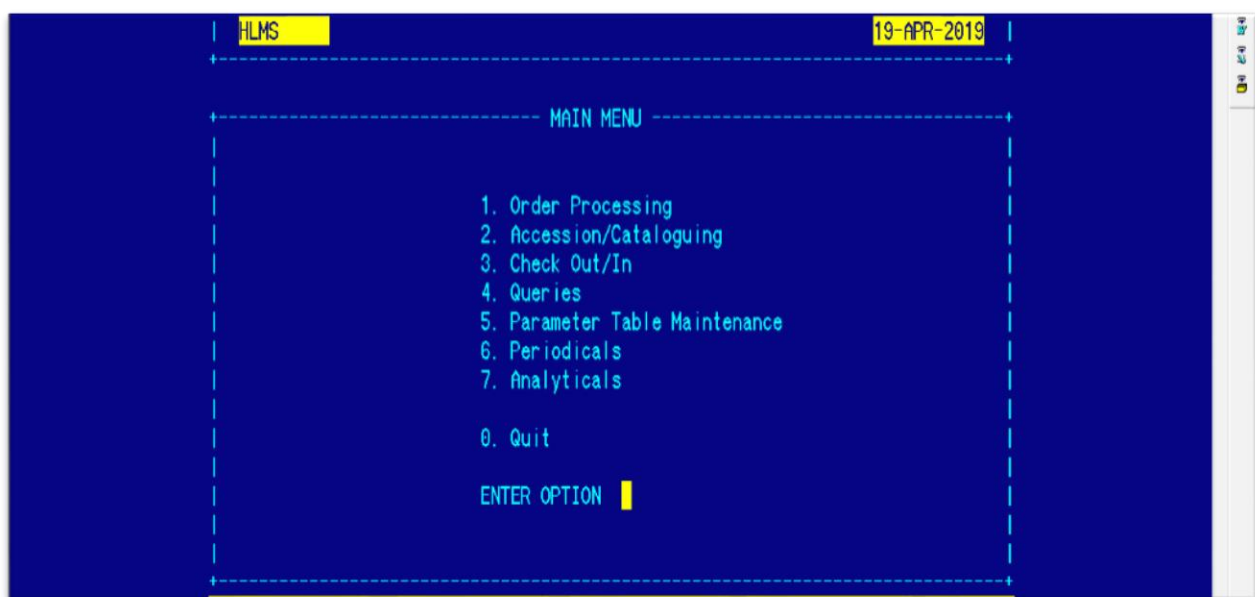 HLMS 19-APR-2019
MAIN MENU
1. Order Processing
2. Accession/Cataloguing
3. Check Out/In
4. Queries
5. Parameter Table Maintenance
6. Periodicals
7. Analyticals
0. Quit
ENTER OPTION